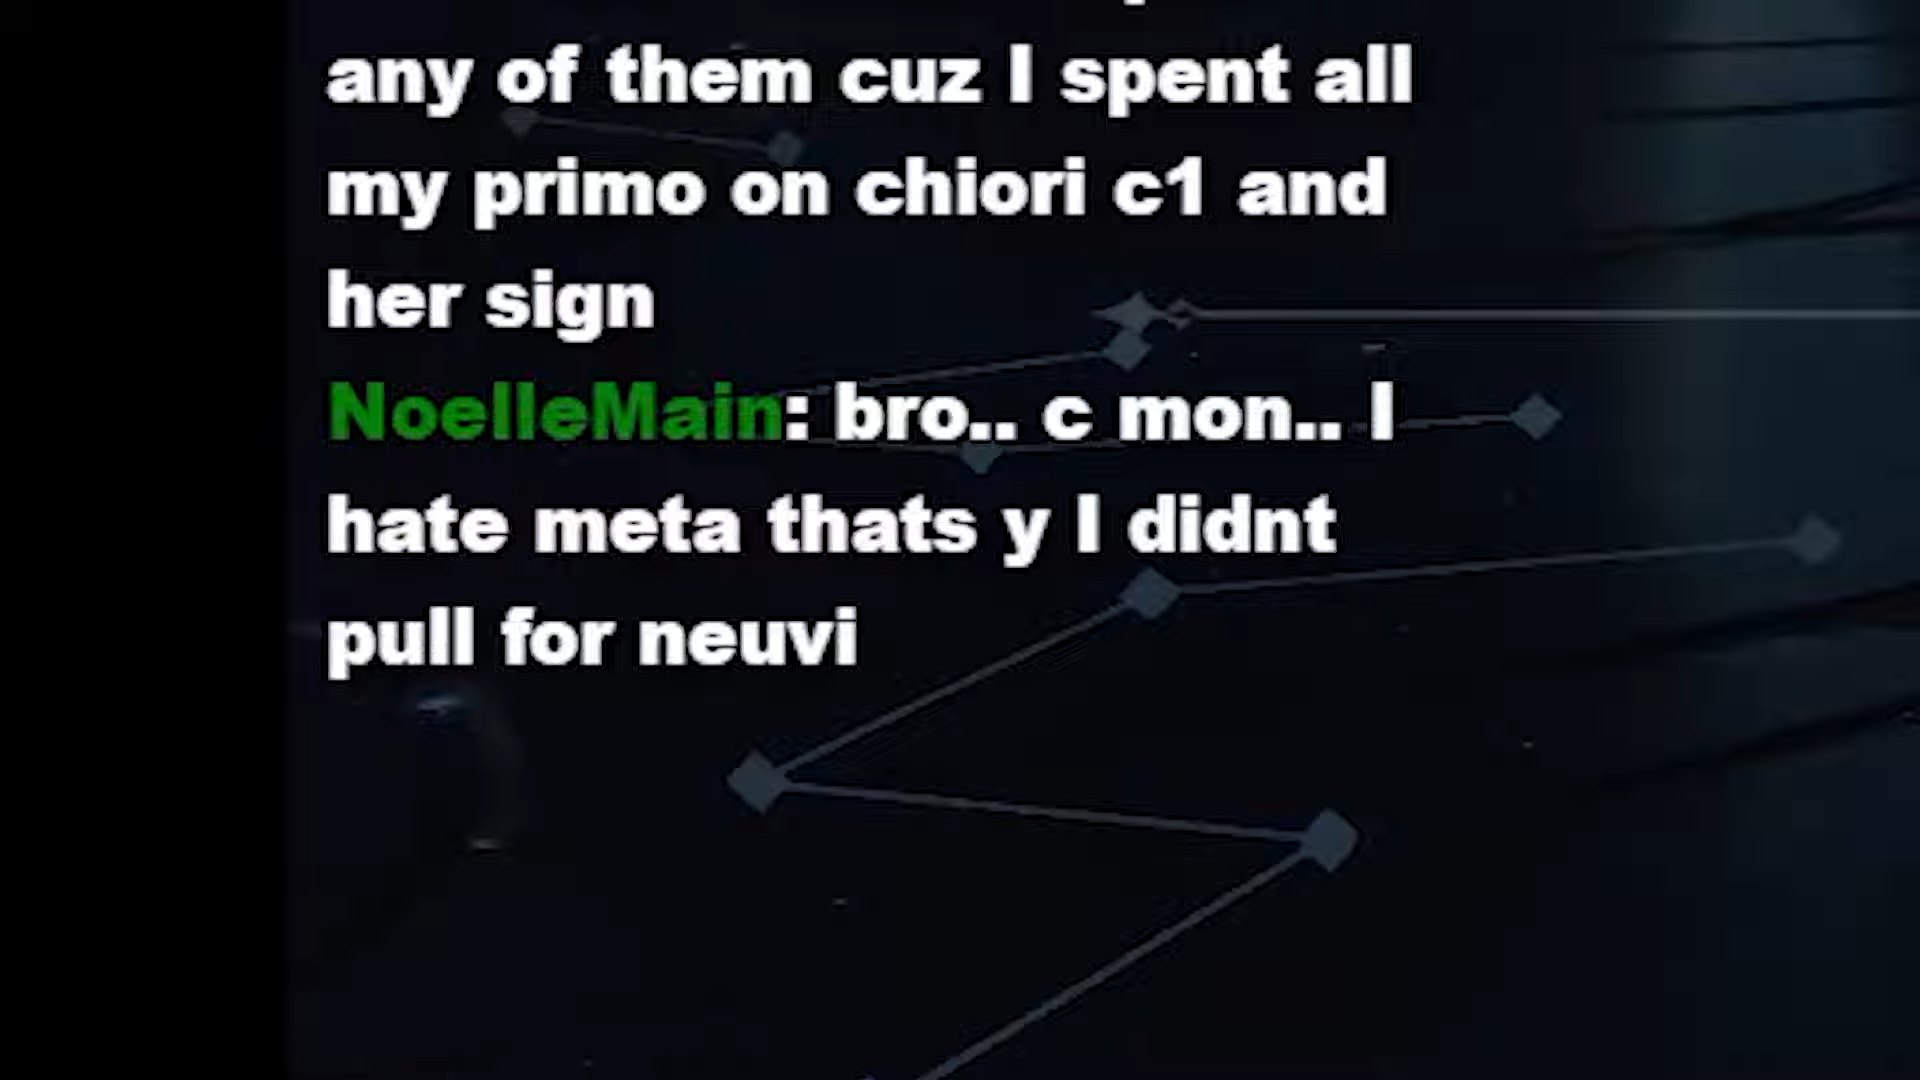 any of them cuz I spent all
my primo on chiori c1 and
her sign
NoelleMain: bro.. c mon.. I
hate meta thats y I didnt
pull for neuvi